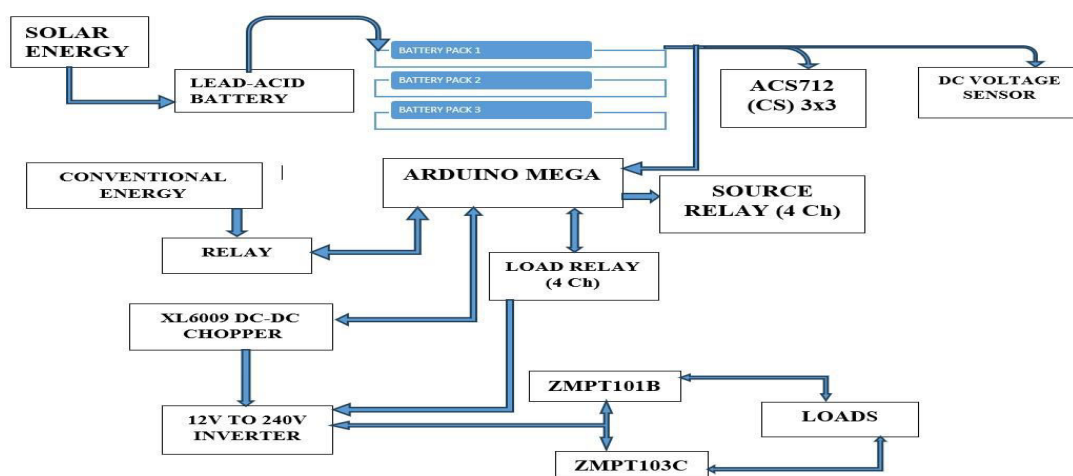 SOLAR
ENERGY
LEAD-ACID
BATTERY
BATTERY PACK 1
BATTERY PACK 2
BATTERY PACK 3
ACS712
(CS) 3x3
DC VOLTAGE
SENSOR
CONVENTIONAL
ENERGY
ARDUINO MEGA
SOURCE
RELAY (4 Ch)
RELAY
LOAD RELAY
(4 Ch)
XL6009 DC-DC
CHOPPER
ZMPT101B
12V TO 240V
INVERTER
LOADS
ZMPT103C